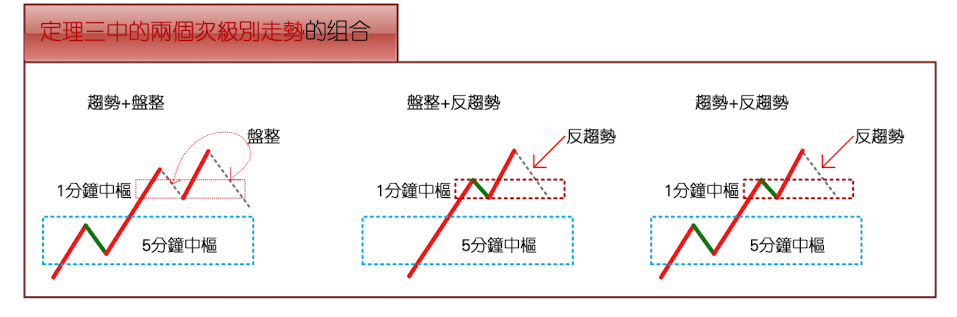 定理三中的兩個次級別走勢的组合
趨勢+盤整
盤整
1分鐘中樞
5分鐘中樞
盤整+反趨勢
反趨勢
1分鐘中樞
5分鐘中樞
趨勢+反趨勢
反趨勢
1分鐘中樞
5分鐘中樞